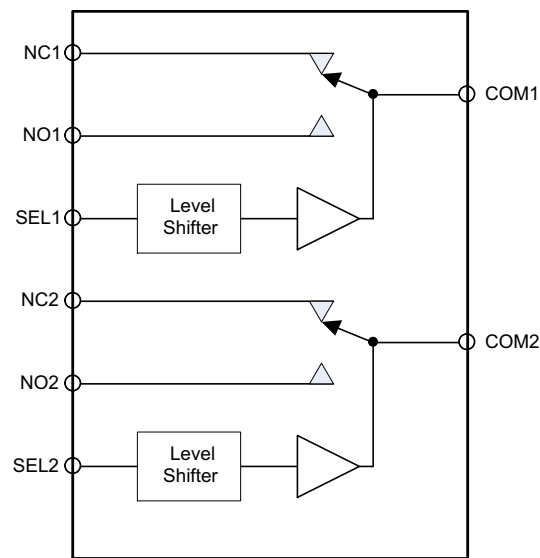 NC1
COM1
NO1
SEL1
Level
Shifter
NC2
COM2
NO2
SEL2
Level
Shifter